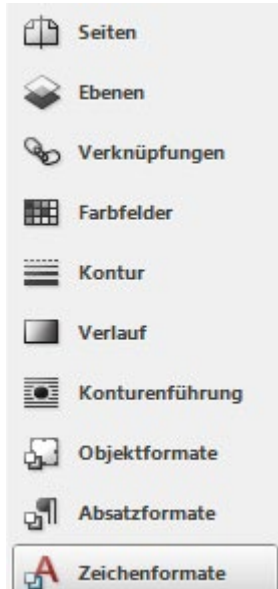 Seiten
Ebenen
Verknüpfungen
Farbfelder
Kontur
Verlauf
Konturenführung
Objektformate
Absatzformate
Zeichenformate